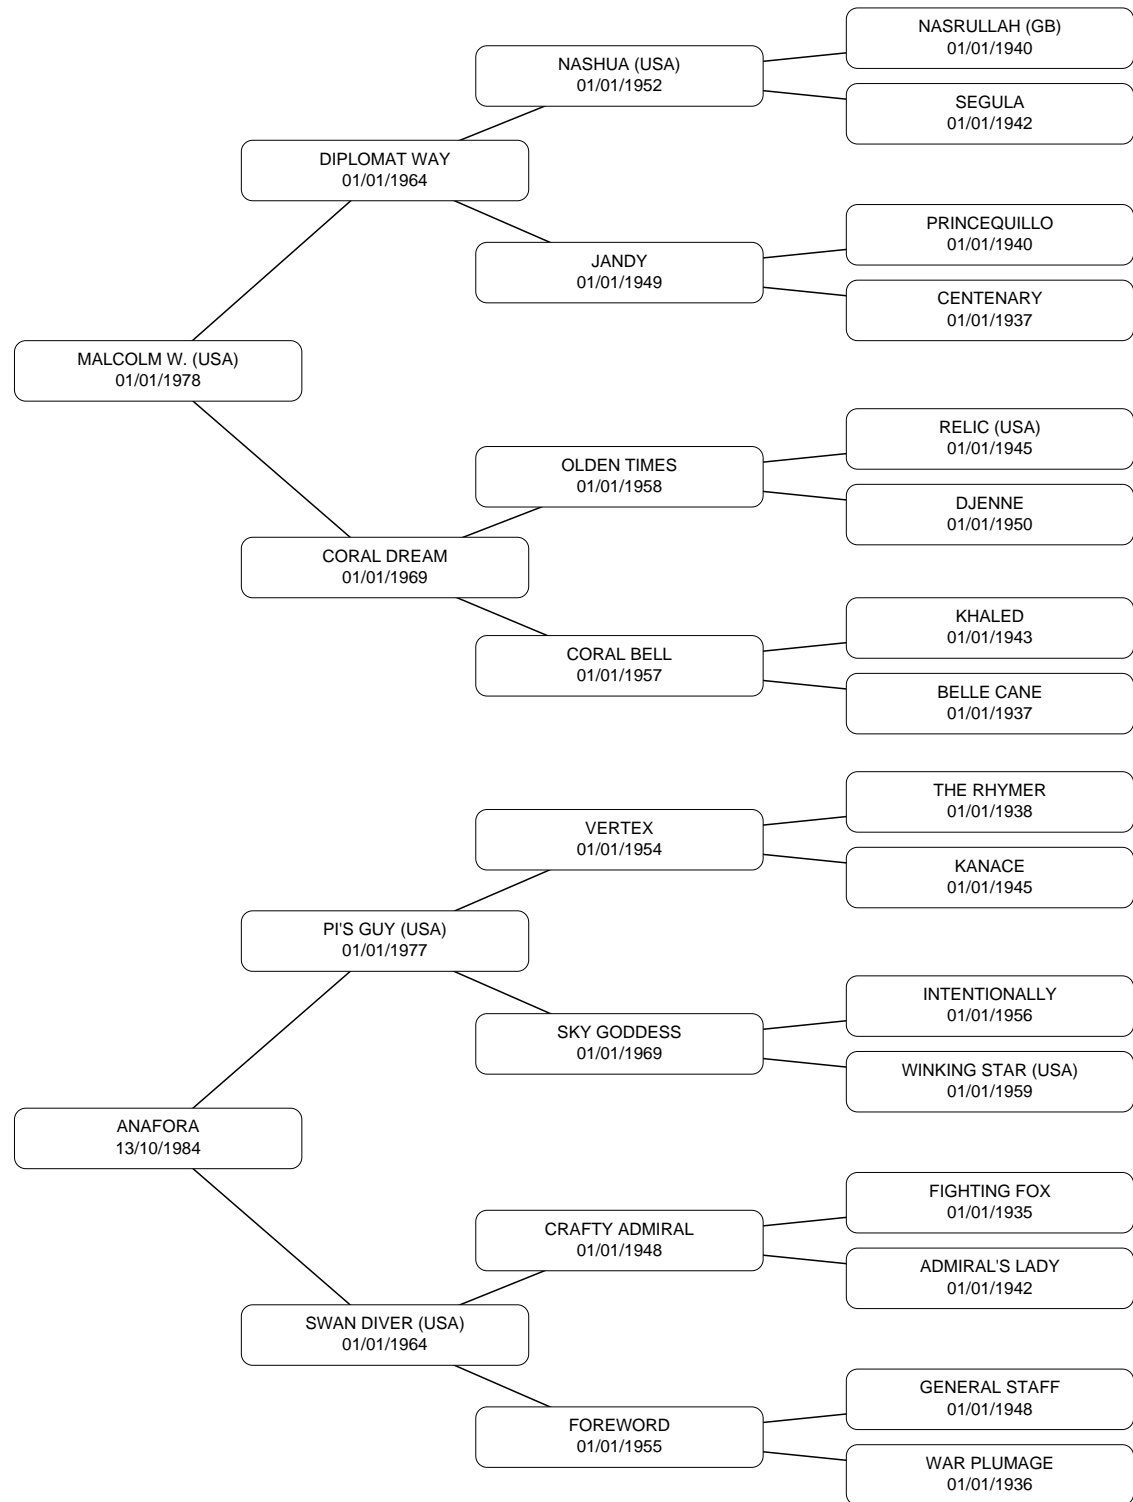 NASRULLAH (GB)
01/01/1940
NASHUA (USA)
01/01/1952
SEGULA
01/01/1942
DIPLOMAT WAY
01/01/1964
PRINCEQUILLO
01/01/1940
JANDY
01/01/1949
CENTENARY
01/01/1937
MALCOLM W. (USA)
01/01/1978
RELIC (USA)
01/01/1945
OLDEN TIMES
01/01/1958
DJENNE
01/01/1950
CORAL DREAM
01/01/1969
KHALED
01/01/1943
CORAL BELL
01/01/1957
BELLE CANE
01/01/1937
THE RHYMER
01/01/1938
VERTEX
01/01/1954
KANACE
01/01/1945
PI'S GUY (USA)
01/01/1977
INTENTIONALLY
01/01/1956
SKY GODDESS
01/01/1969
WINKING STAR (USA)
01/01/1959
ANAFORA
13/10/1984
FIGHTING FOX
01/01/1935
CRAFTY ADMIRAL
01/01/1948
ADMIRAL'S LADY
01/01/1942
SWAN DIVER (USA)
01/01/1964
GENERAL STAFF
01/01/1948
FOREWORD
01/01/1955
WAR PLUMAGE
01/01/1936